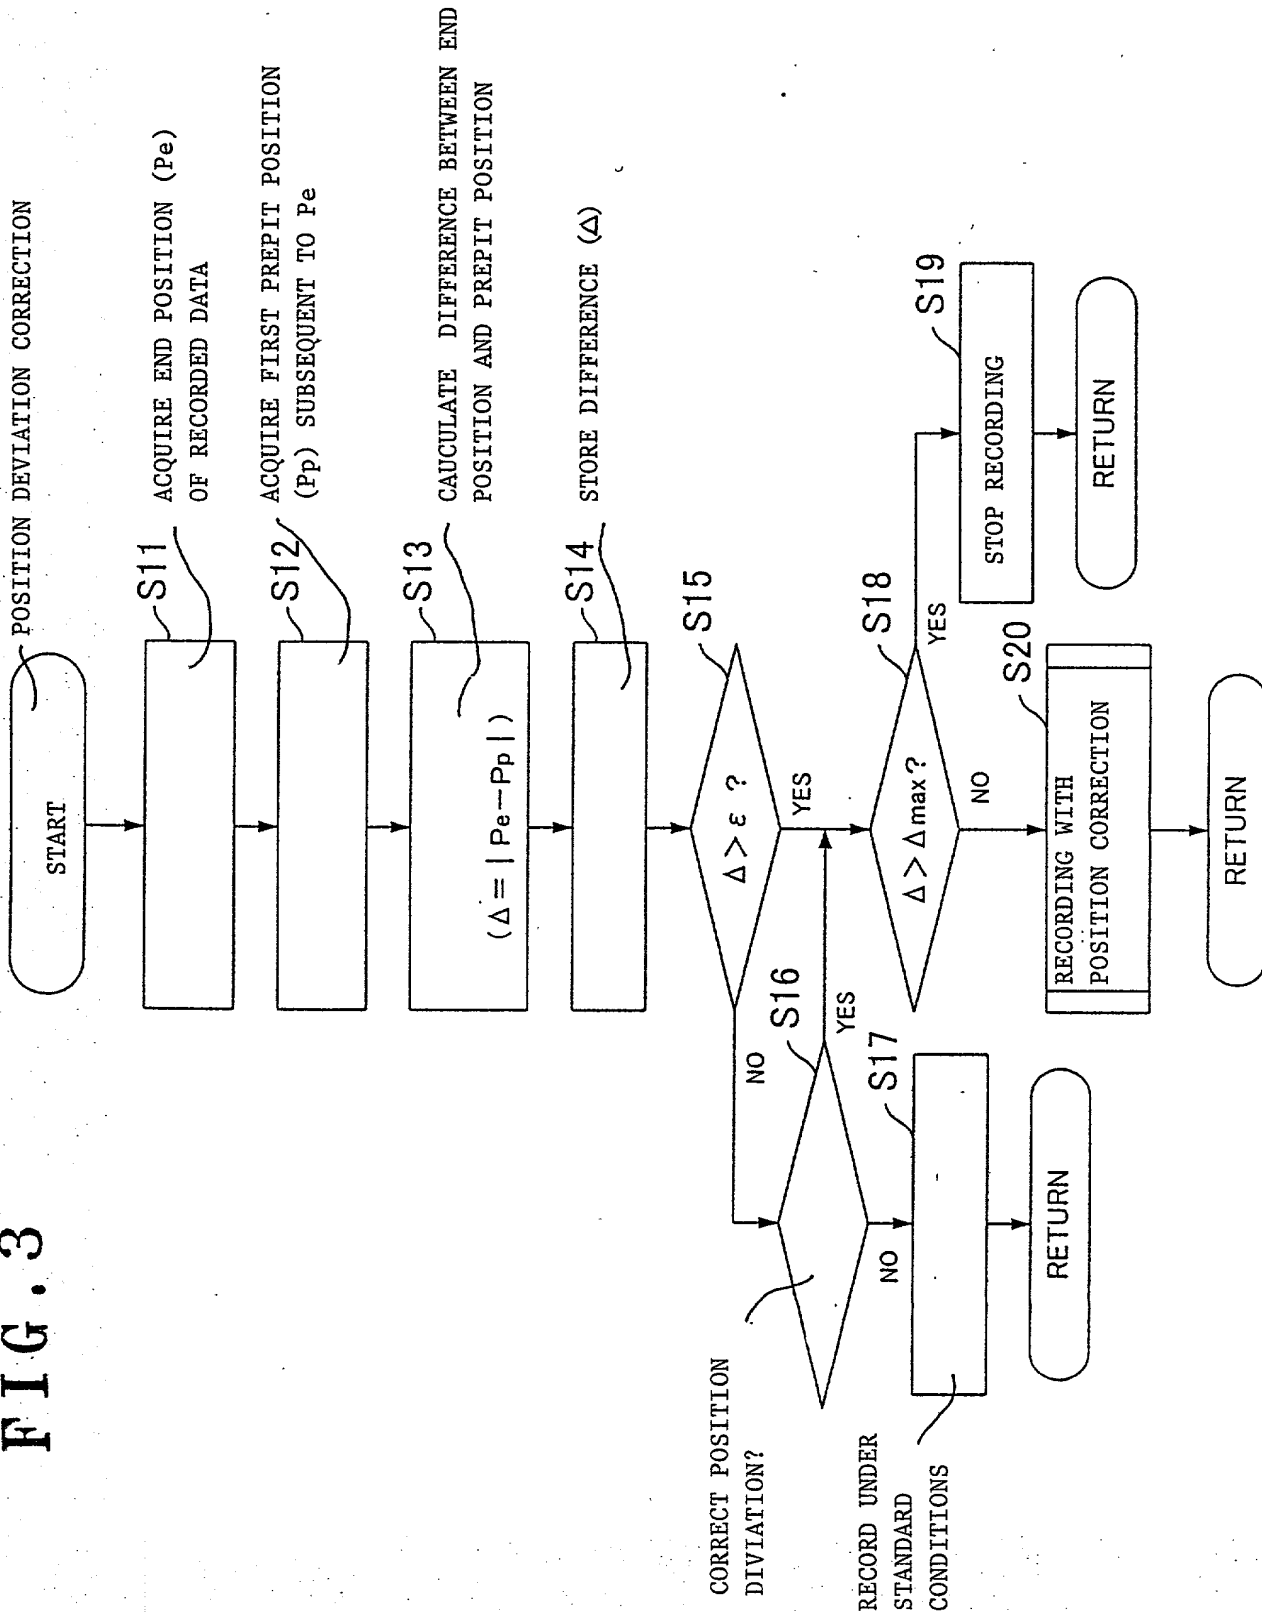 FIG.3
POSITION DEVIATION CORRECTION
START
S11
ACQUIRE END POSITION (Pe)
OF RECORDED DATA
S12
ACQUIRE FIRST PREPIT POSITION
(Pp) SUBSEQUENT TO Pe
S13
CAUCULATE DIFFERENCE BETWEEN END
POSITION AND PREPIT POSITION
(Δ=|Pe-Pp|)
S14
STORE DIFFERENCE (Δ)
S15
Δ>ε ?
NO
YES
S16
CORRECT POSITION
DIVIATION?
YES
NO
S17
RECORD UNDER
STANDARD
CONDITIONS
RETURN
S18
Δ>Δmax?
YES
NO
S19
STOP RECORDING
RETURN
S20
RECORDING WITH
POSITION CORRECTION
RETURN